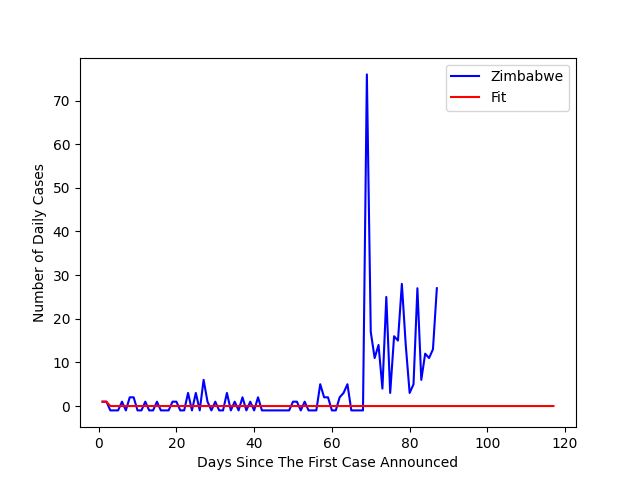 Zimbabwe
Fit
Number of Daily Cases
70
60
50
40
30
20
10
0
0 20 40 60 80 100 120
Days Since The First Case Announced